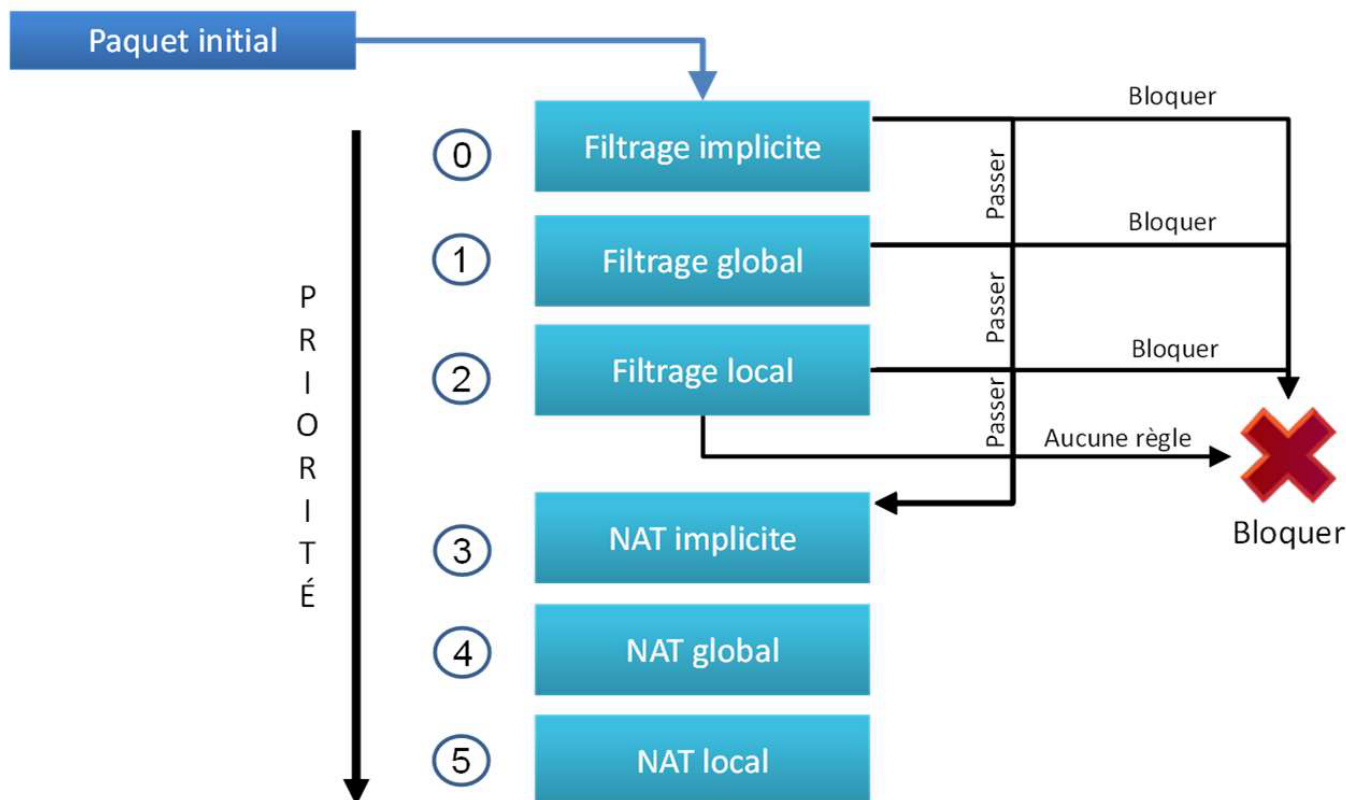 Paquet initial
0
Filtrage implicite
Bloquer
Passer
1
Filtrage global
Bloquer
Passer
2
Filtrage local
Bloquer
Passer
Aucune règle
Bloquer
3
NAT implicite
4
NAT global
5
NAT local
PRIORITÉ